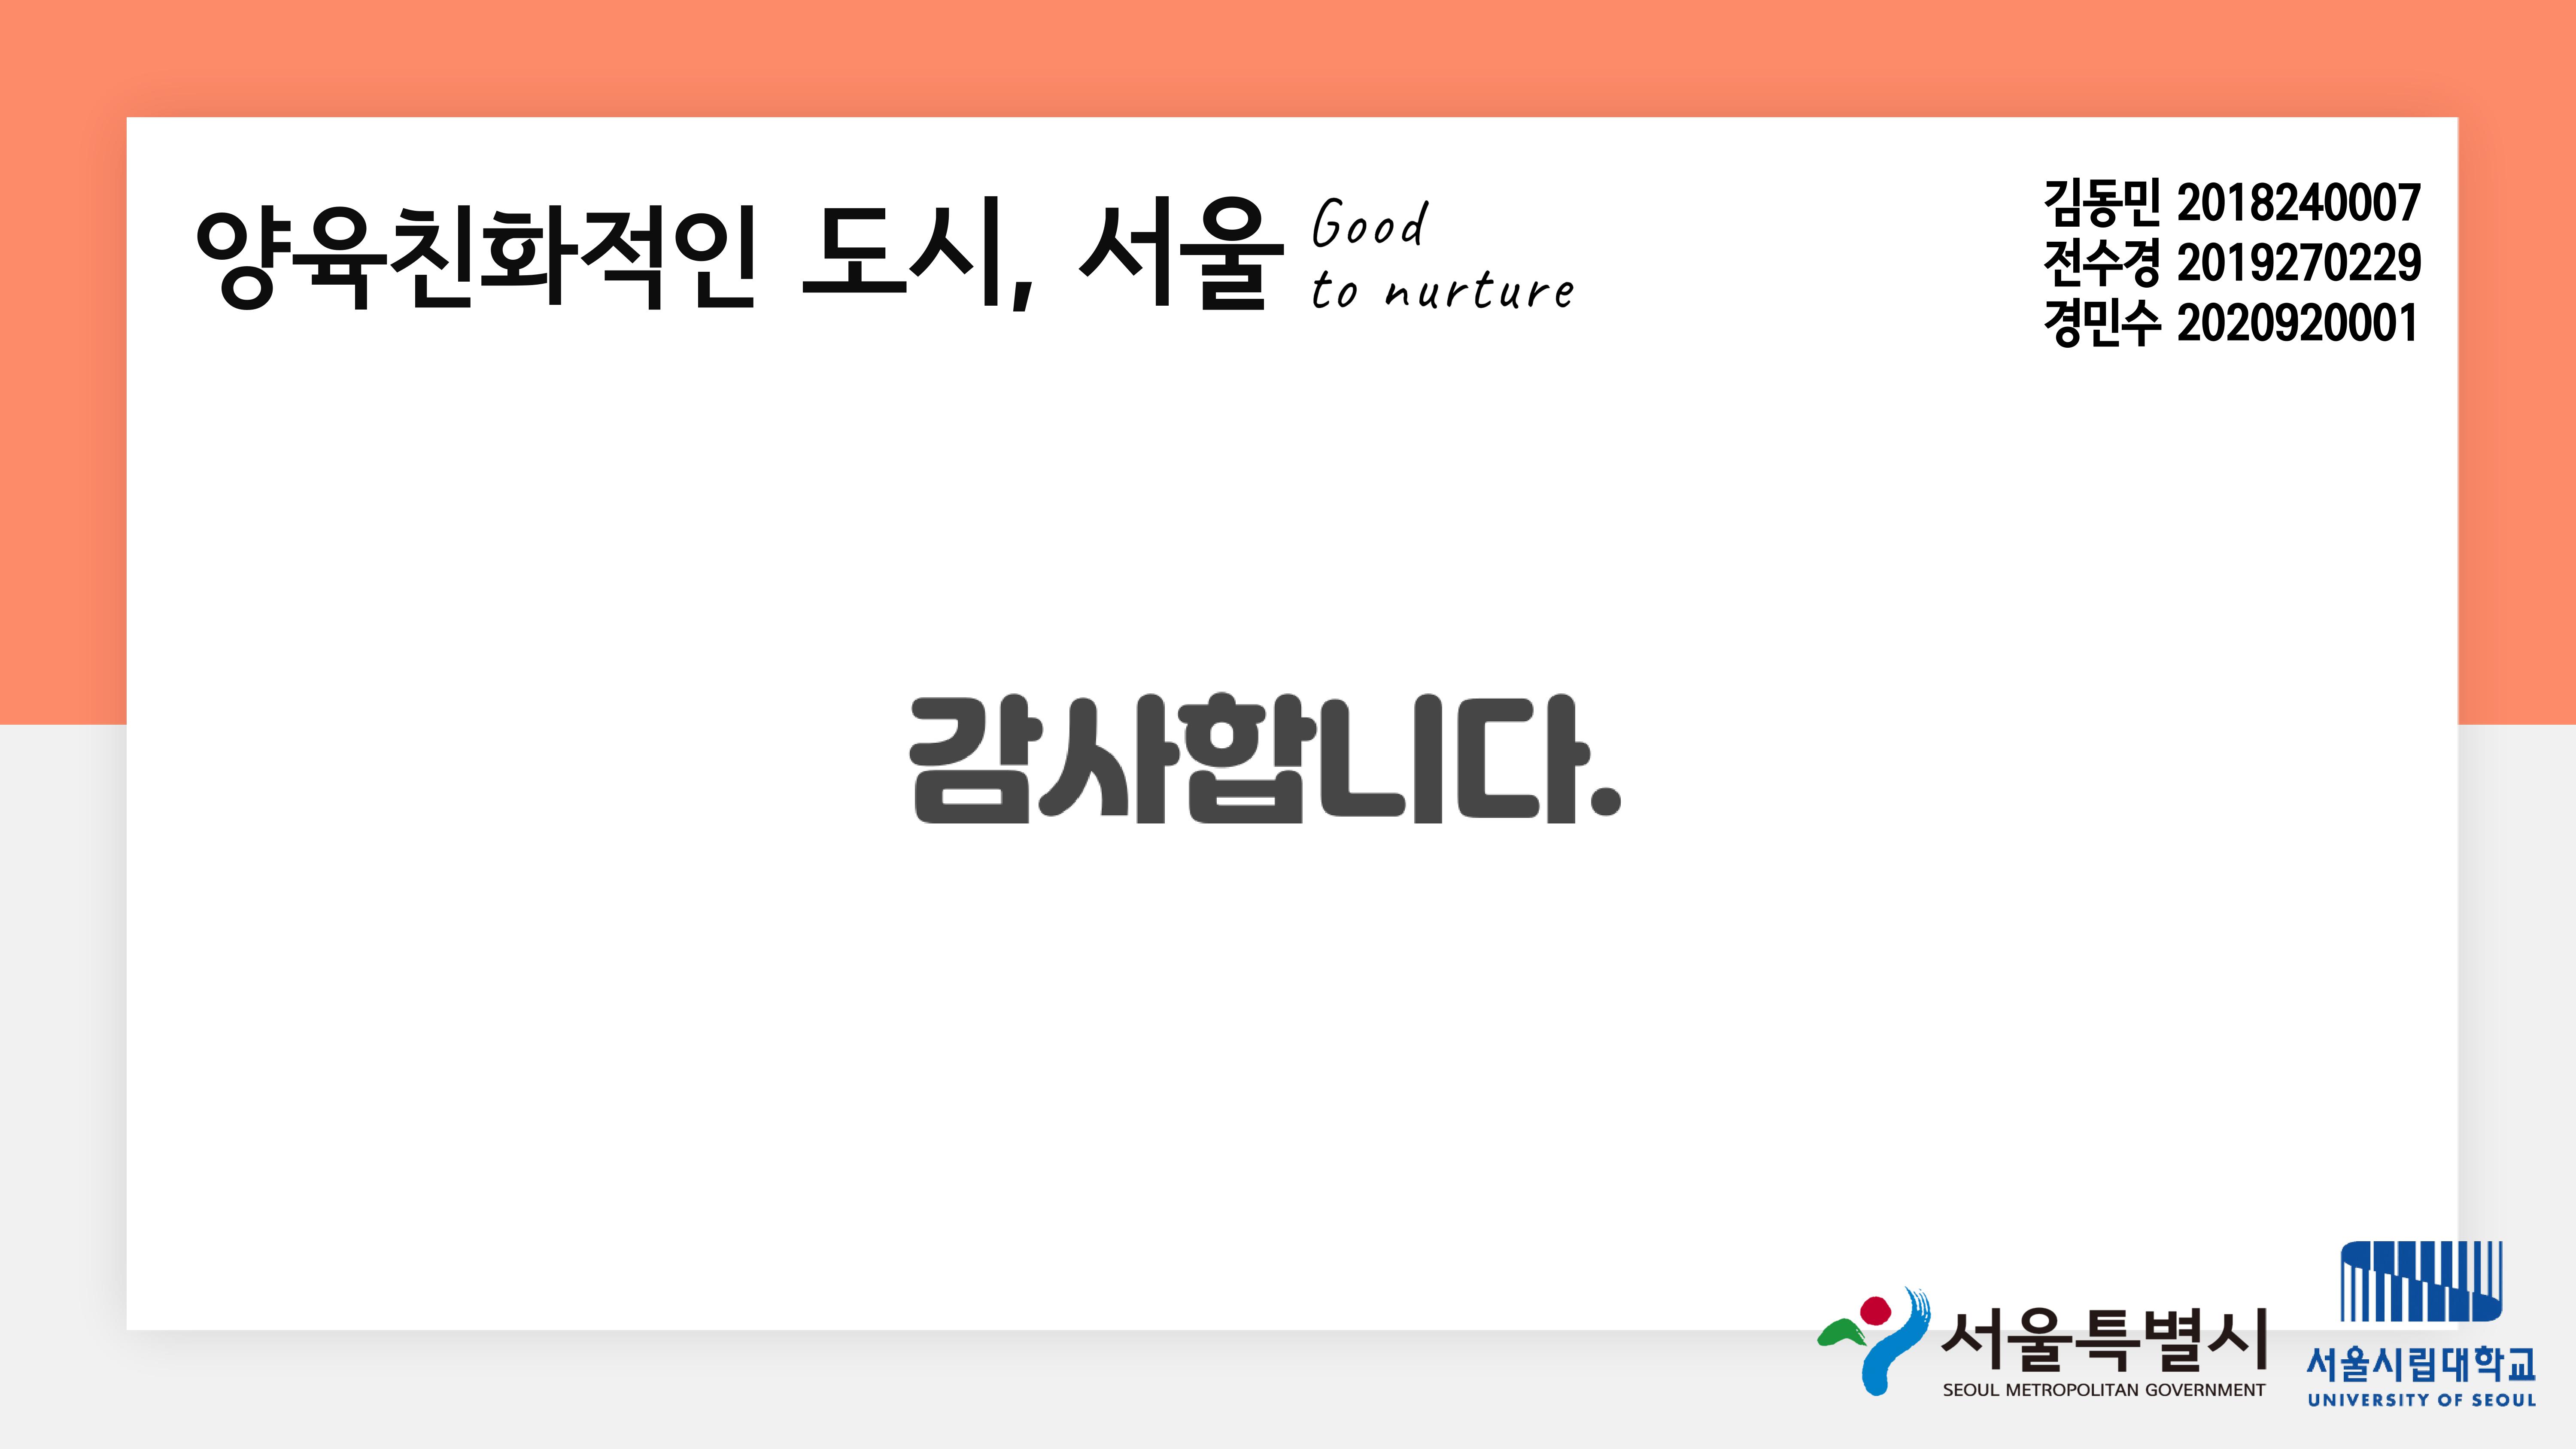 양육친화적인 도시, 서울
Good
to nurture
김동민 2018240007
전수경 2019270229
경민수 2020920001
감사합니다.
서울특별시
SEOUL METROPOLITAN GOVERNMENT
서울시립대학교
UNIVERSITY OF SEOUL